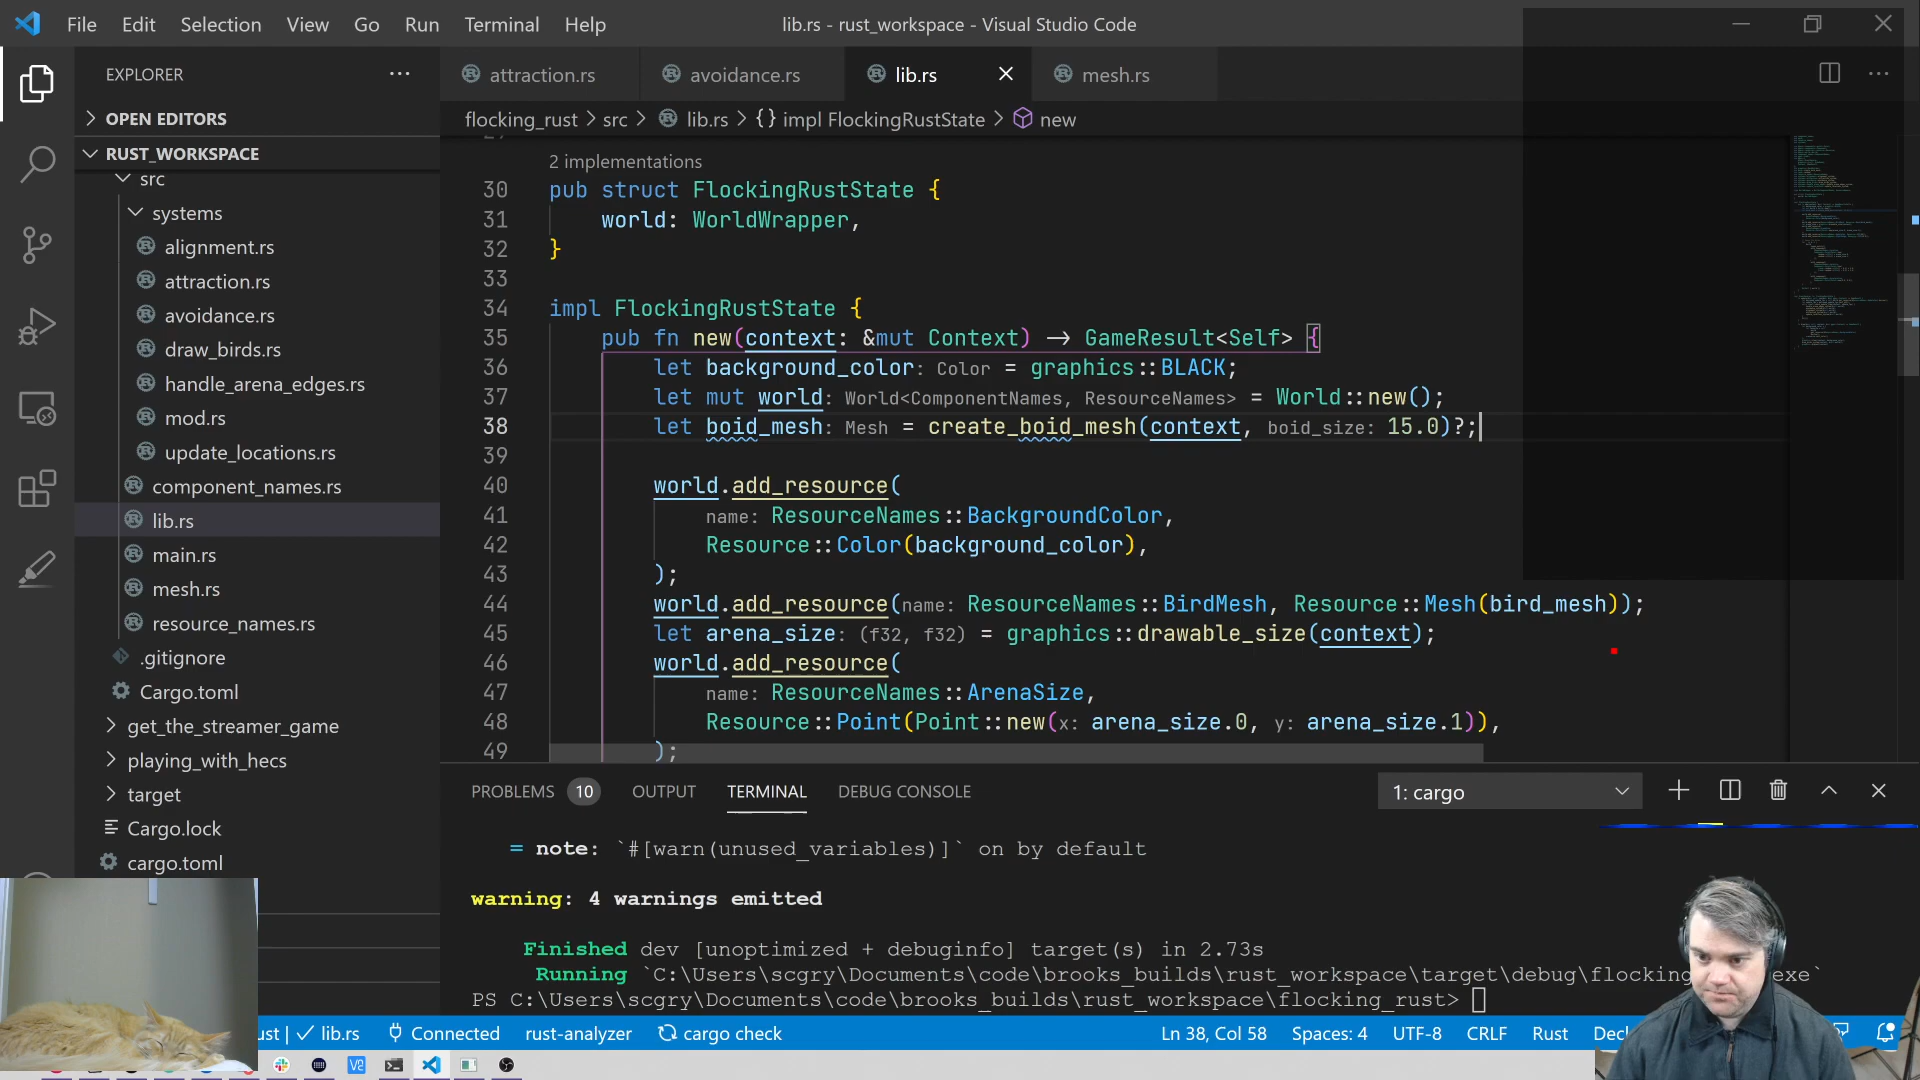 File Edit Selection View Go Run Terminal Help
lib.rs - rust_workspace - Visual Studio Code
EXPLORER
OPEN EDITORS
RUST_WORKSPACE
src
systems
alignment.rs
attraction.rs
avoidance.rs
draw_birds.rs
handle_arena_edges.rs
mod.rs
update_locations.rs
component_names.rs
lib.rs
main.rs
mesh.rs
resource_names.rs
.gitignore
Cargo.toml
get_the_streamer_game
playing_with_hecs
target
Cargo.lock
cargo.toml
attraction.rs avoidance.rs lib.rs mesh.rs
flocking_rust > src > lib.rs > {} impl FlockingRustState > new
2 implementations
30 pub struct FlockingRustState {
31 world: WorldWrapper,
32 }
33
34 impl FlockingRustState {
35 pub fn new(context: &mut Context) -> GameResult<Self> {
36 let background_color: Color = graphics::BLACK;
37 let mut world: World<ComponentNames, ResourceNames> = World::new();
38 let boid_mesh: Mesh = create_boid_mesh(context, boid_size: 15.0)?;
39
40 world.add_resource(
41 name: ResourceNames::BackgroundColor,
42 Resource::Color(background_color),
43 );
44 world.add_resource(name: ResourceNames::BirdMesh, Resource::Mesh(bird_mesh));
45 let arena_size: (f32, f32) = graphics::drawable_size(context);
46 world.add_resource(
47 name: ResourceNames::ArenaSize,
48 Resource::Point(Point::new(x: arena_size.0, y: arena_size.1)),
49 );
PROBLEMS 10 OUTPUT TERMINAL DEBUG CONSOLE
1: cargo
= note: `#[warn(unused_variables)]` on by default
warning: 4 warnings emitted
Finished dev [unoptimized + debuginfo] target(s) in 2.73s
Running `C:\Users\scgry\Documents\code\brooks_builds\rust_workspace\target\debug\flocking exe`
PS C:\Users\scgry\Documents\code\brooks_builds\rust_workspace\flocking_rust>
ust | lib.rs Connected rust-analyzer cargo check
Ln 38, Col 58 Spaces: 4 UTF-8 CRLF Rust